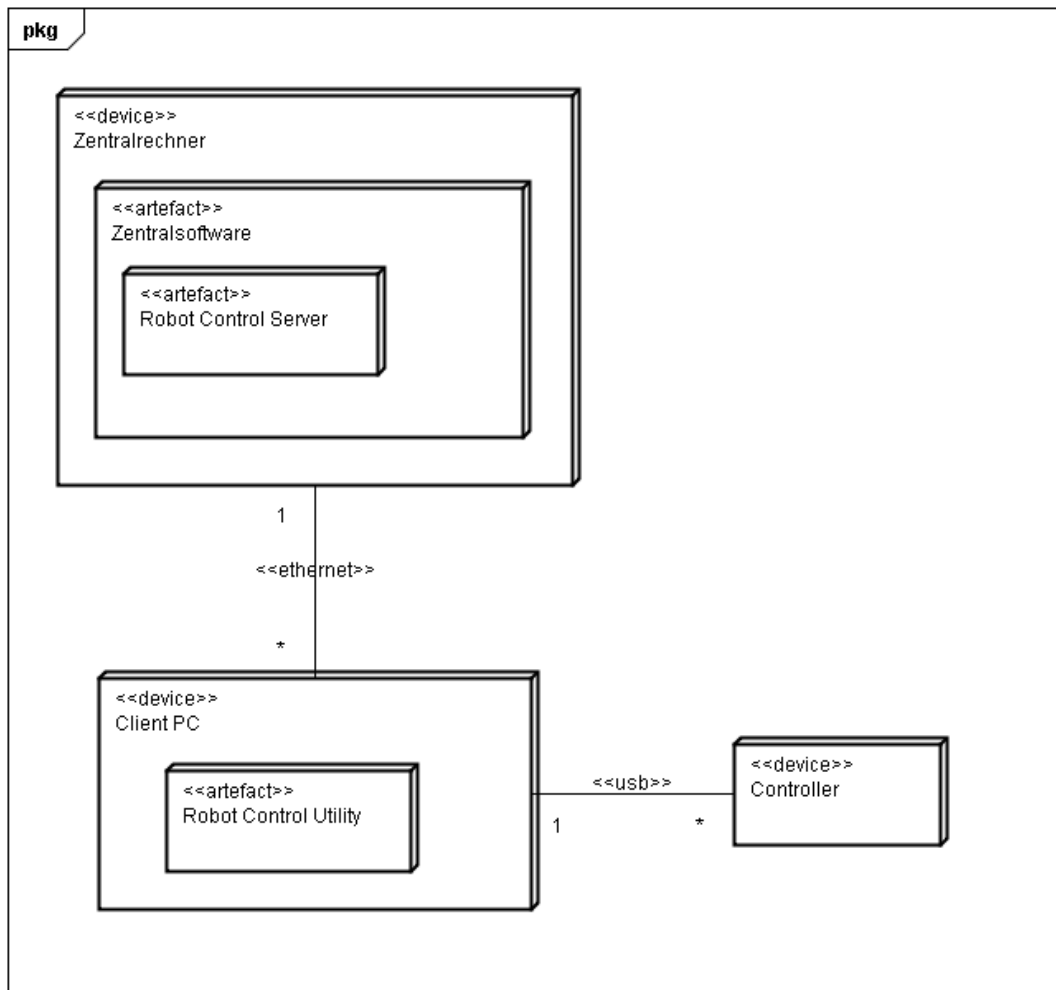 pkg
<<device>>
Zentralrechner
<<artefact>>
Zentralsoftware
<<artefact>>
Robot Control Server
1
<<ethernet>>
*
<<device>>
Client PC
<<artefact>>
Robot Control Utility
<<usb>>
1
*
<<device>>
Controller